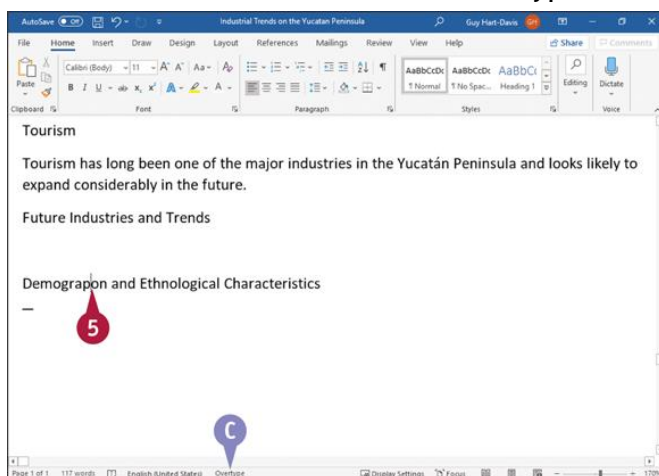 AutoSave Off Industrial Trends on the Yucatan Peninsula Guy Hart-Davis GH
File Home Insert Draw Design Layout References Mailings Review View Help Share Comments
Calibri (Body) 11 A A Aa A
Paste B I U ab x x A A
AaBbCcDc AaBbCcDc AaBbCc
¶ Normal ¶ No Spac... Heading 1
Editing Dictate
Clipboard Font Paragraph Styles Voice
Tourism
Tourism has long been one of the major industries in the Yucatán Peninsula and looks likely to
expand considerably in the future.
Future Industries and Trends
Demograpon and Ethnological Characteristics
5
C
Page 1 of 1 117 words English (United States) Overtype Display Settings Focus 170%